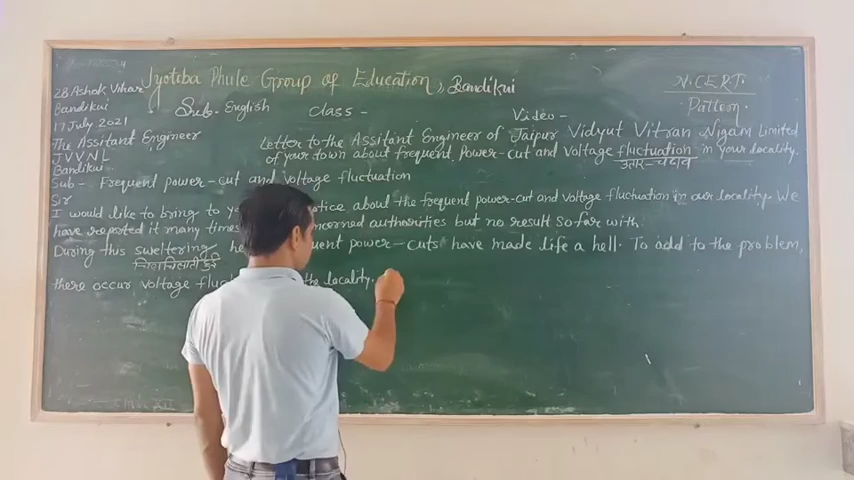 Jyotoba Phule Group of Education, Bandikui
N.C.E.R.T.
Pattern.
Sub- English Class - Video -
28 Ashok Vihar
Bandikui
17 July 2021
The Assitant Engineer
JVVNL
Bandikui
Letter to the Assitant Engineer of Jaipur Vidyut Vitran Nigam Limited
of your town about frequent Power-cut and Voltage fluctuation in your locality.
उतार-चढाव
Sub- Frequent power-cut and voltage fluctuation
Sir
I would like to bring to notice about the frequent power-cut and voltage fluctuation in our locality. We
have reported it many times authorities but no result so far with.
During this sweltering power-cuts have made life a hell. To add to the problem,
there occur voltage the locality.